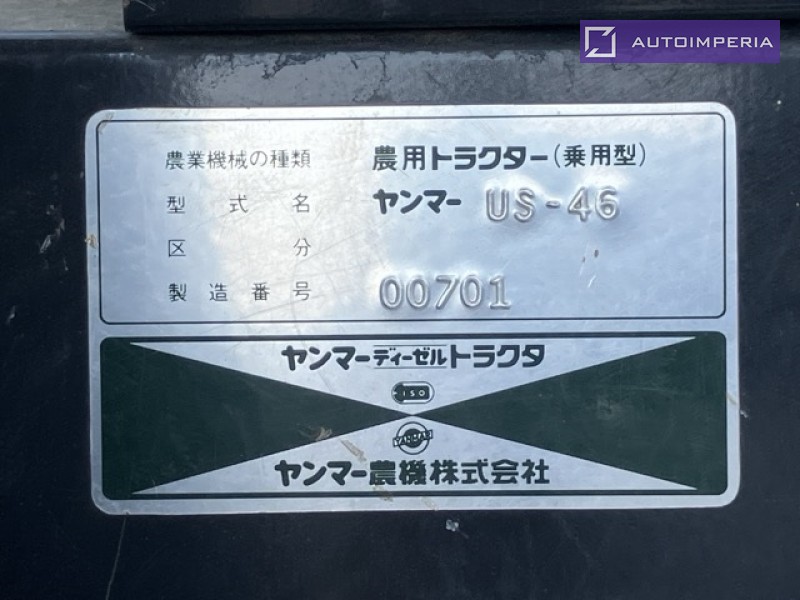 AUTOIMPERIA
農業機械の種類 農用トラクター(乗用型)
型式名 ヤンマー US-46
区分
製造番号 00701
ヤンマーディーゼルトラクタ
ISO
YANMAR
ヤンマー農機株式会社